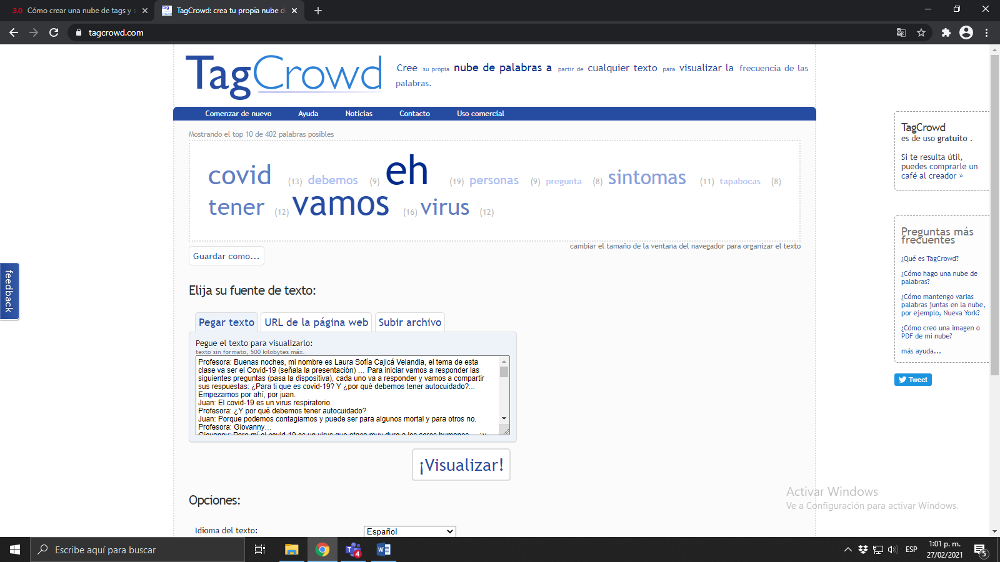 3.0 Cómo crear una nube de tags y s
TagCrowd: crea tu propia nube d
tagcrowd.com
TagCrowd
Cree su propia nube de palabras a partir de cualquier texto para visualizar la frecuencia de las
palabras.
Comenzar de nuevo Ayuda Noticias Contacto Uso comercial
Mostrando el top 10 de 402 palabras posibles
covid (13) debemos (9) eh (19) personas (9) pregunta (8) sintomas (11) tapabocas (8)
tener (12) vamos (16) virus (12)
cambiar el tamaño de la ventana del navegador para organizar el texto
Guardar como...
Elija su fuente de texto:
Pegar texto URL de la página web Subir archivo
Pegue el texto para visualizarlo:
texto sin formato, 500 kilobytes máx.
Profesora: Buenas noches, mi nombre es Laura Sofía Cajicá Velandia, el tema de esta
clase va ser el Covid-19 (señala la presentación) … Para iniciar vamos a responder las
siguientes preguntas (pasa la dispositiva), cada uno va a responder y vamos a compartir
sus respuestas: ¿Para ti que es covid-19? Y ¿por qué debemos tener autocuidado?...
Empezamos por ahí, por juan.
Juan: El covid-19 es un virus respiratorio.
Profesora: ¿Y por qué debemos tener autocuidado?
Juan: Porque podemos contagiarnos y puede ser para algunos mortal y para otros no.
Profesora: Giovanny…
Giovanny: Para mí el covid-19 es un virus que ataca muy duro a los seres humanos
¡Visualizar!
Opciones:
Idioma del texto: Español
feedback
TagCrowd
es de uso gratuito .
Si te resulta útil,
puedes comprarle un
café al creador »
Preguntas más
frecuentes
¿Qué es TagCrowd?
¿Cómo hago una nube de
palabras?
¿Cómo mantengo varias
palabras juntas en la nube,
por ejemplo, Nueva York?
¿Cómo creo una imagen o
PDF de mi nube?
más ayuda...
Tweet
Activar Windows
Ve a Configuración para activar Windows.
Escribe aquí para buscar
4
ESP
1:01 p. m.
27/02/2021
5